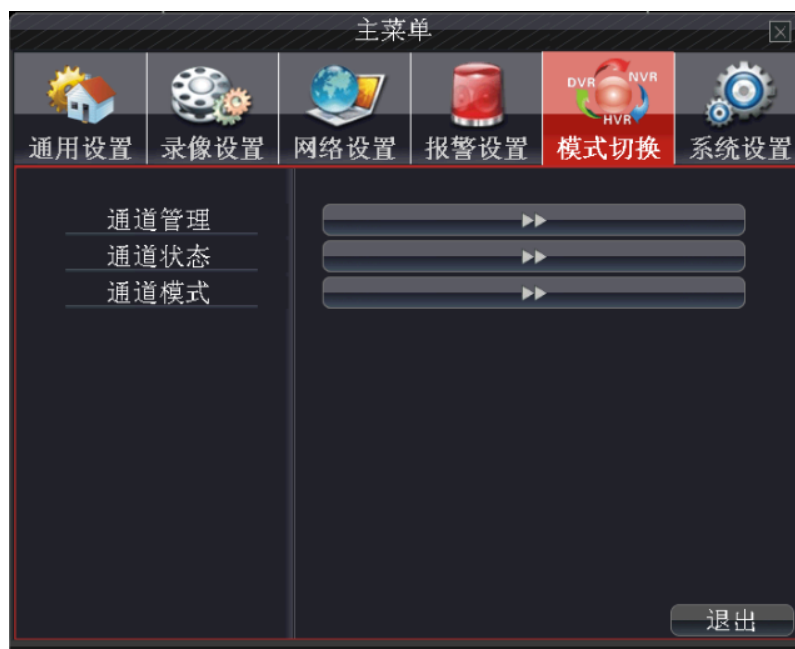 主菜单
DVR NVR
HVR
通用设置 录像设置 网络设置 报警设置 模式切换 系统设置
通道管理
通道状态
通道模式
退出